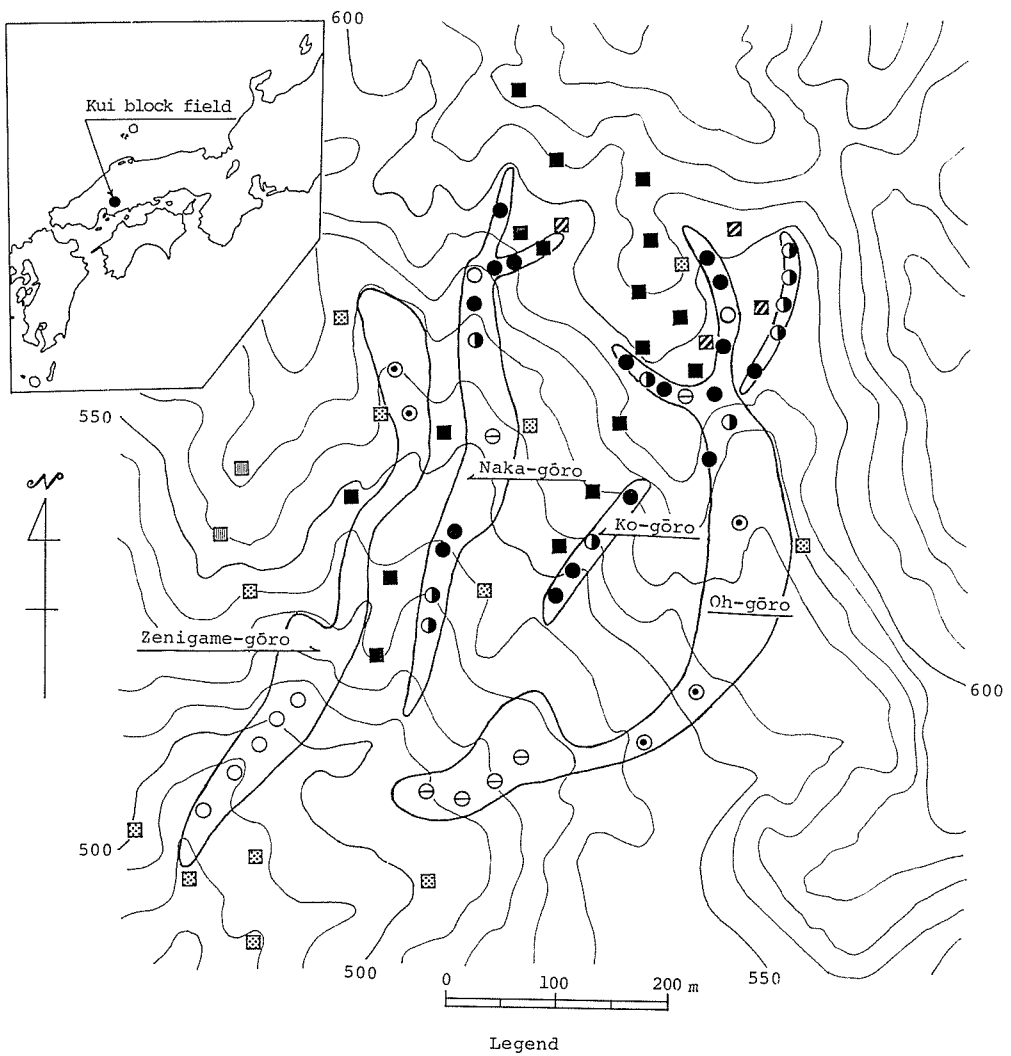 600
Kui block field
550
N
Naka-gōro
Ko-gōro
Oh-gōro
Zenigame-gōro
600
500
500
550
0 100 200 m
Legend